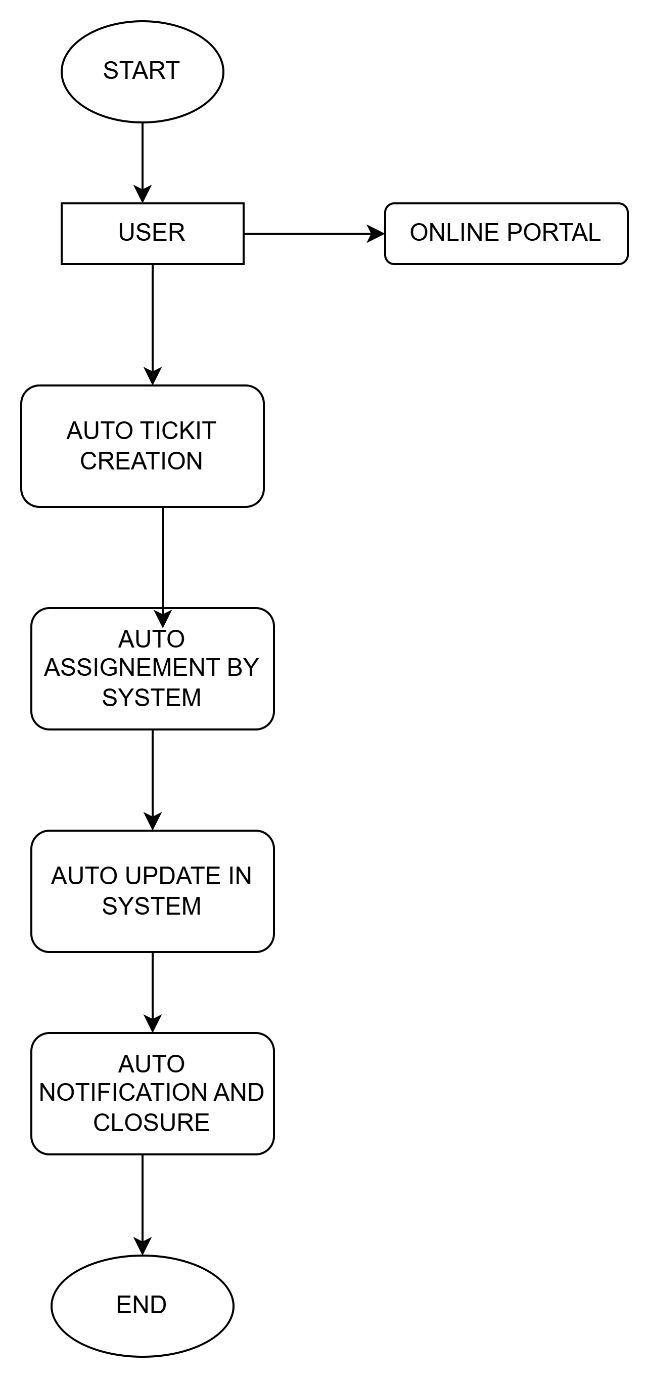 START
USER
ONLINE PORTAL
AUTO TICKIT
CREATION
AUTO
ASSIGNEMENT BY
SYSTEM
AUTO UPDATE IN
SYSTEM
AUTO
NOTIFICATION AND
CLOSURE
END